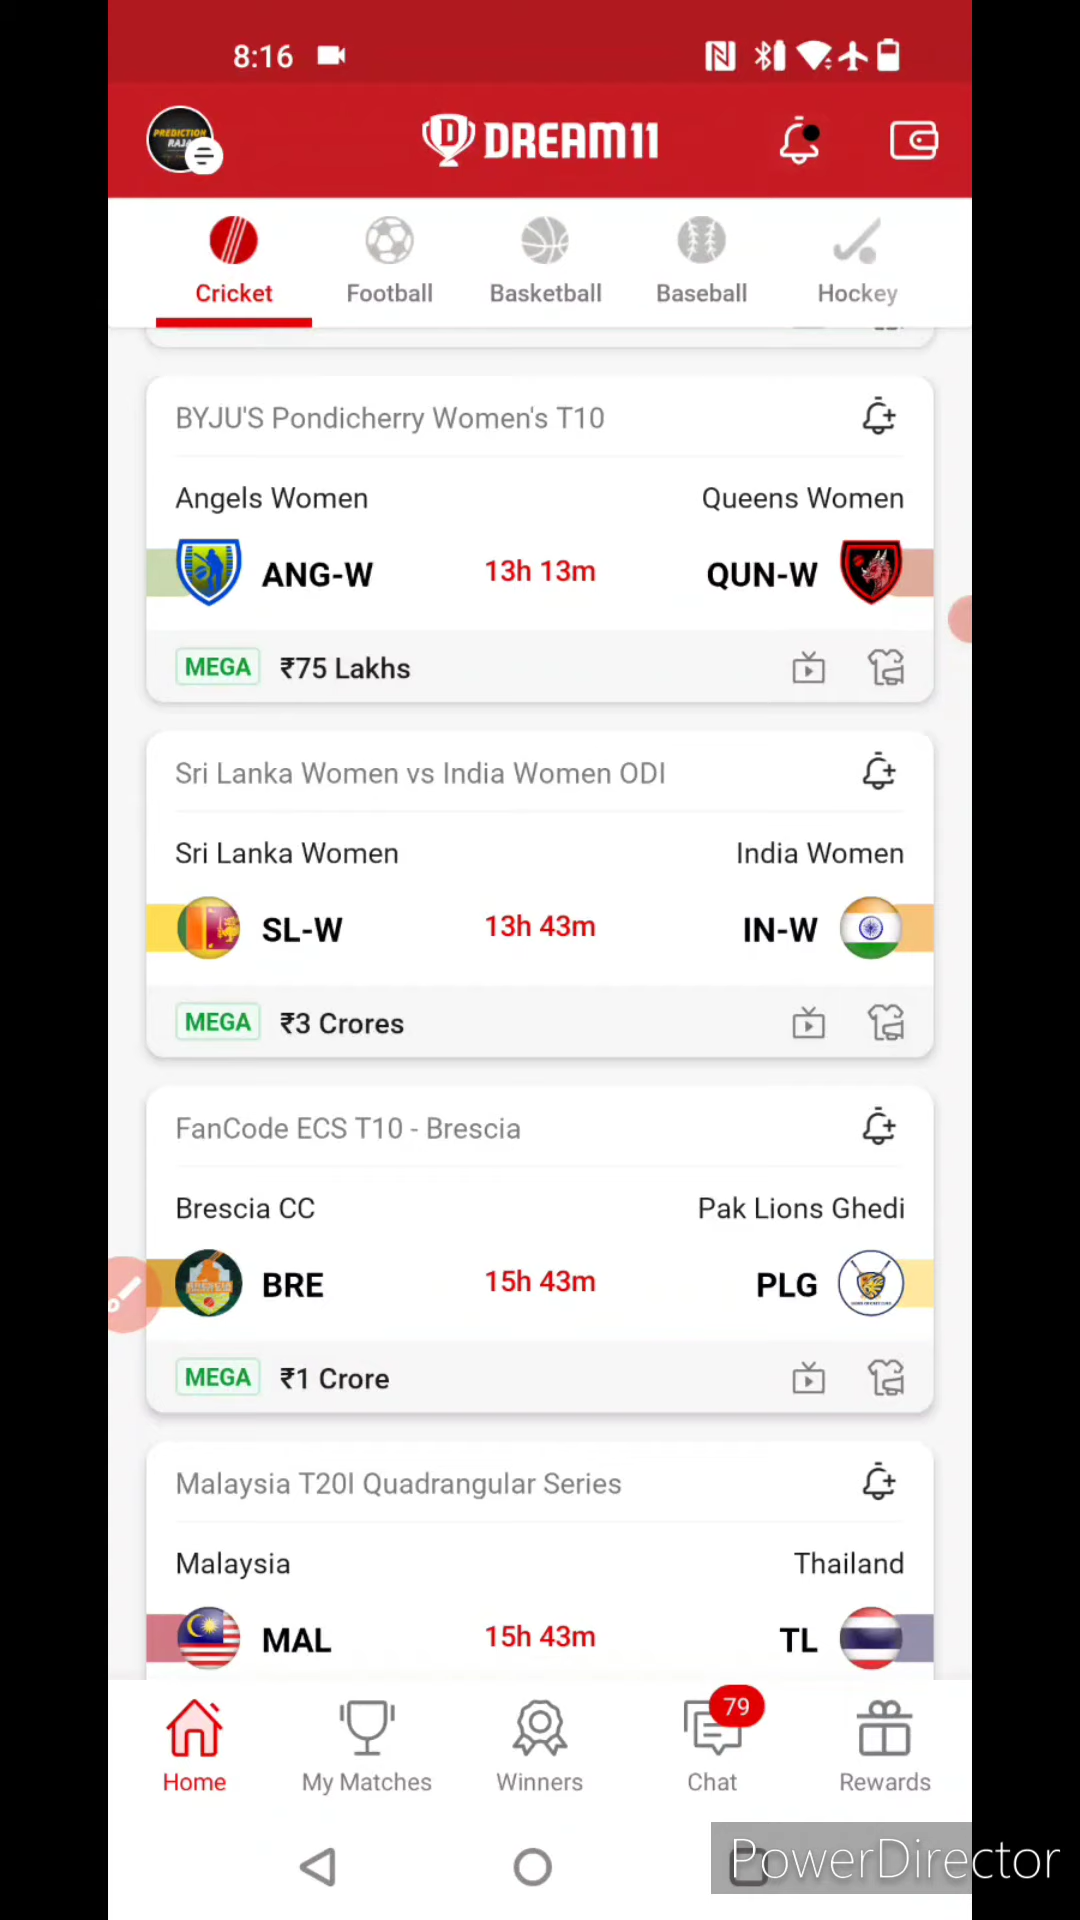 8:16
PREDICTION
RAJA
DREAM11
Cricket
Football
Basketball
Baseball
Hockey
BYJU'S Pondicherry Women's T10
Angels Women
Queens Women
ANG-W
13h 13m
QUN-W
MEGA
₹75 Lakhs
Sri Lanka Women vs India Women ODI
Sri Lanka Women
India Women
SL-W
13h 43m
IN-W
MEGA
₹3 Crores
FanCode ECS T10 - Brescia
Brescia CC
Pak Lions Ghedi
BRE
15h 43m
PLG
MEGA
₹1 Crore
Malaysia T20I Quadrangular Series
Malaysia
Thailand
MAL
15h 43m
TL
79
Home
My Matches
Winners
Chat
Rewards
PowerDirector